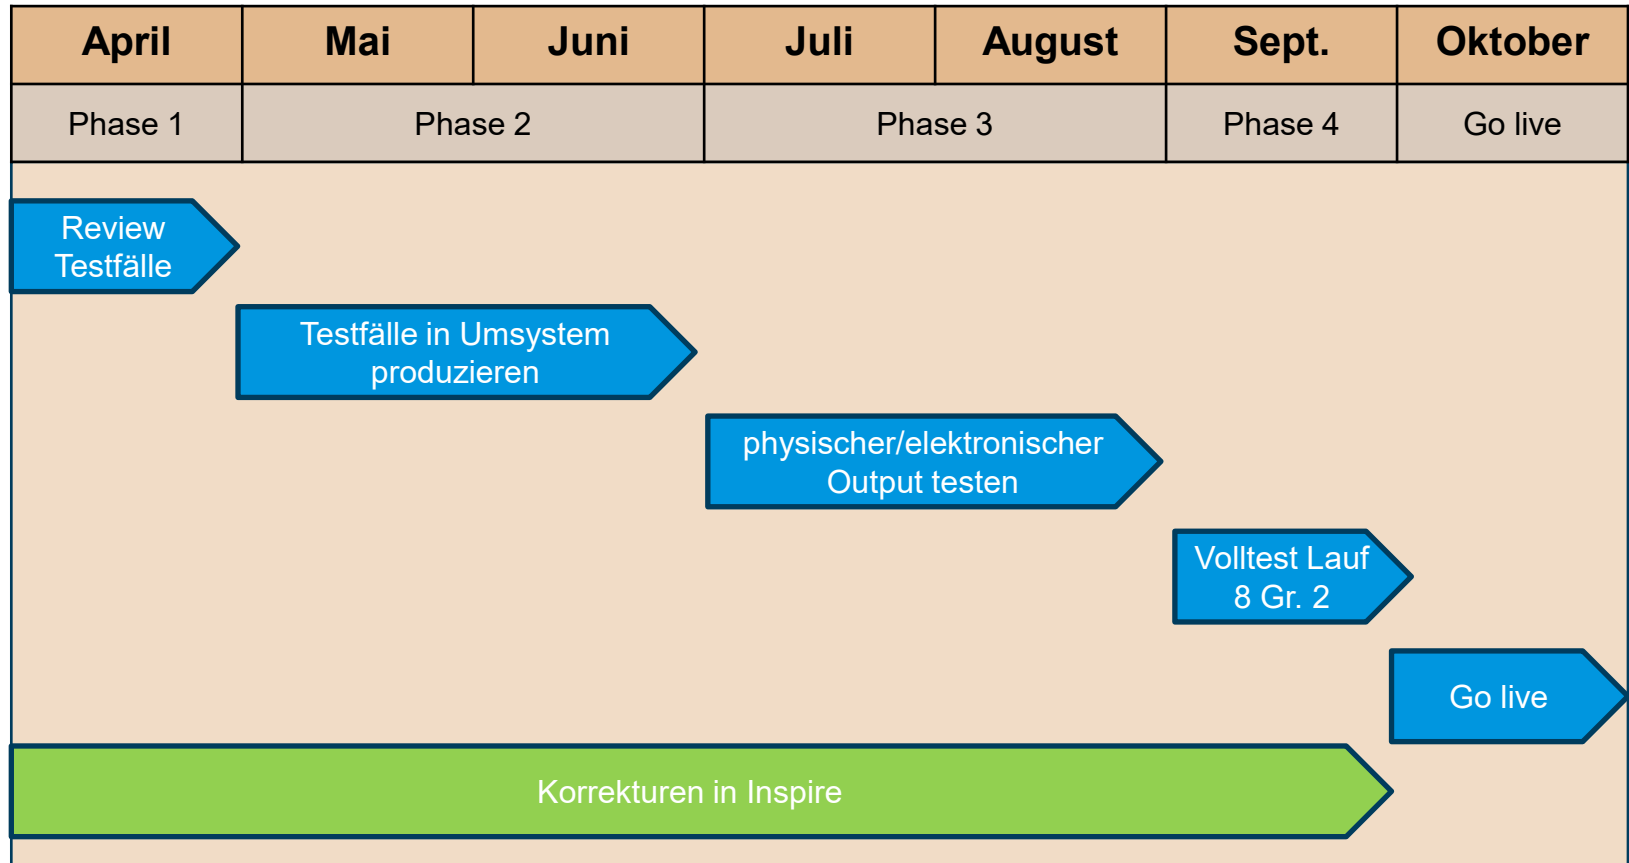 April Mai Juni Juli August Sept. Oktober
Phase 1 Phase 2 Phase 3 Phase 4 Go live
Review
Testfälle
Testfälle in Umsystem
produzieren
physischer/elektronischer
Output testen
Volltest Lauf
8 Gr. 2
Go live
Korrekturen in Inspire